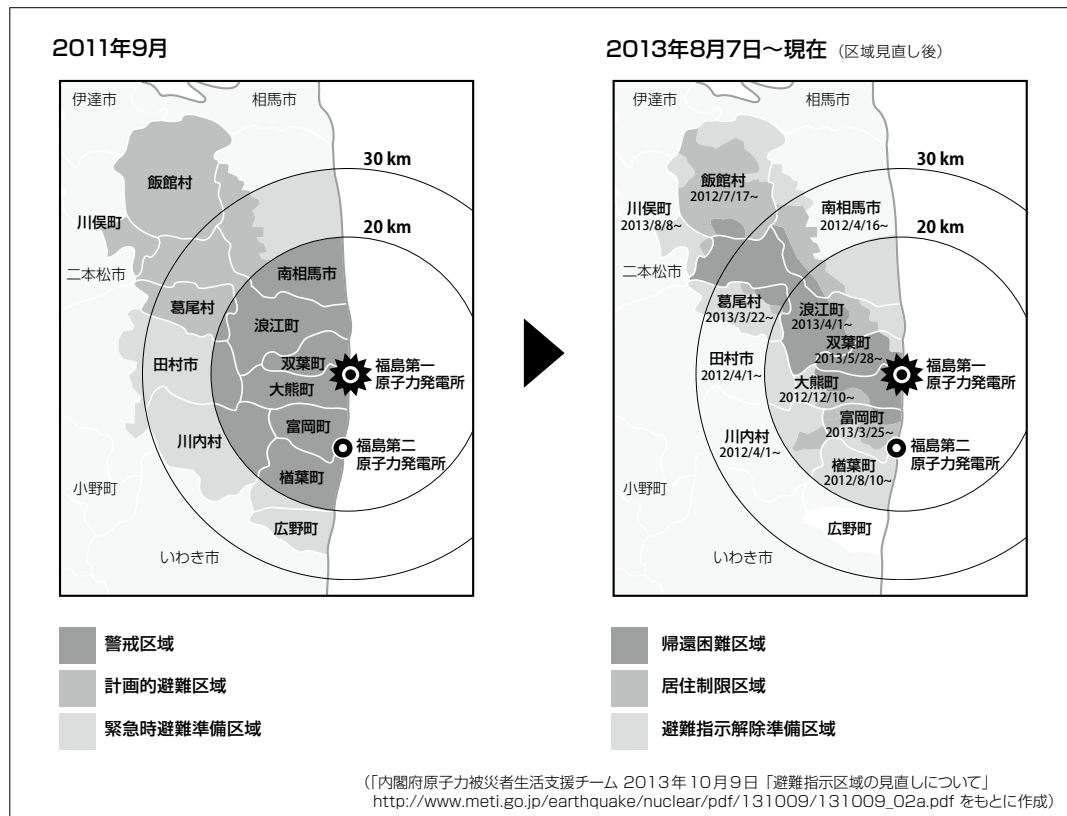 2011年9月
伊達市
相馬市
30 km
飯館村
20 km
川俣町
二本松市
南相馬市
葛尾村
浪江町
田村市
双葉町
福島第一
原子力発電所
大熊町
富岡町
川内村
福島第二
原子力発電所
楢葉町
小野町
広野町
いわき市
警戒区域
計画的避難区域
緊急時避難準備区域
2013年8月7日～現在（区域見直し後）
伊達市
相馬市
30 km
飯館村
2012/7/17~
川俣町
2013/8/8~
南相馬市
2012/4/16~
20 km
二本松市
葛尾村
2013/3/22~
浪江町
2013/4/1~
双葉町
2013/5/28~
田村市
2012/4/1~
福島第一
原子力発電所
大熊町
2012/12/10~
富岡町
2013/3/25~
川内村
2012/4/1~
福島第二
原子力発電所
楢葉町
2012/8/10~
小野町
広野町
いわき市
帰還困難区域
居住制限区域
避難指示解除準備区域
（「内閣府原子力被災者生活支援チーム 2013年10月9日「避難指示区域の見直しについて」
http://www.meti.go.jp/earthquake/nuclear/pdf/131009/131009_02a.pdf をもとに作成）